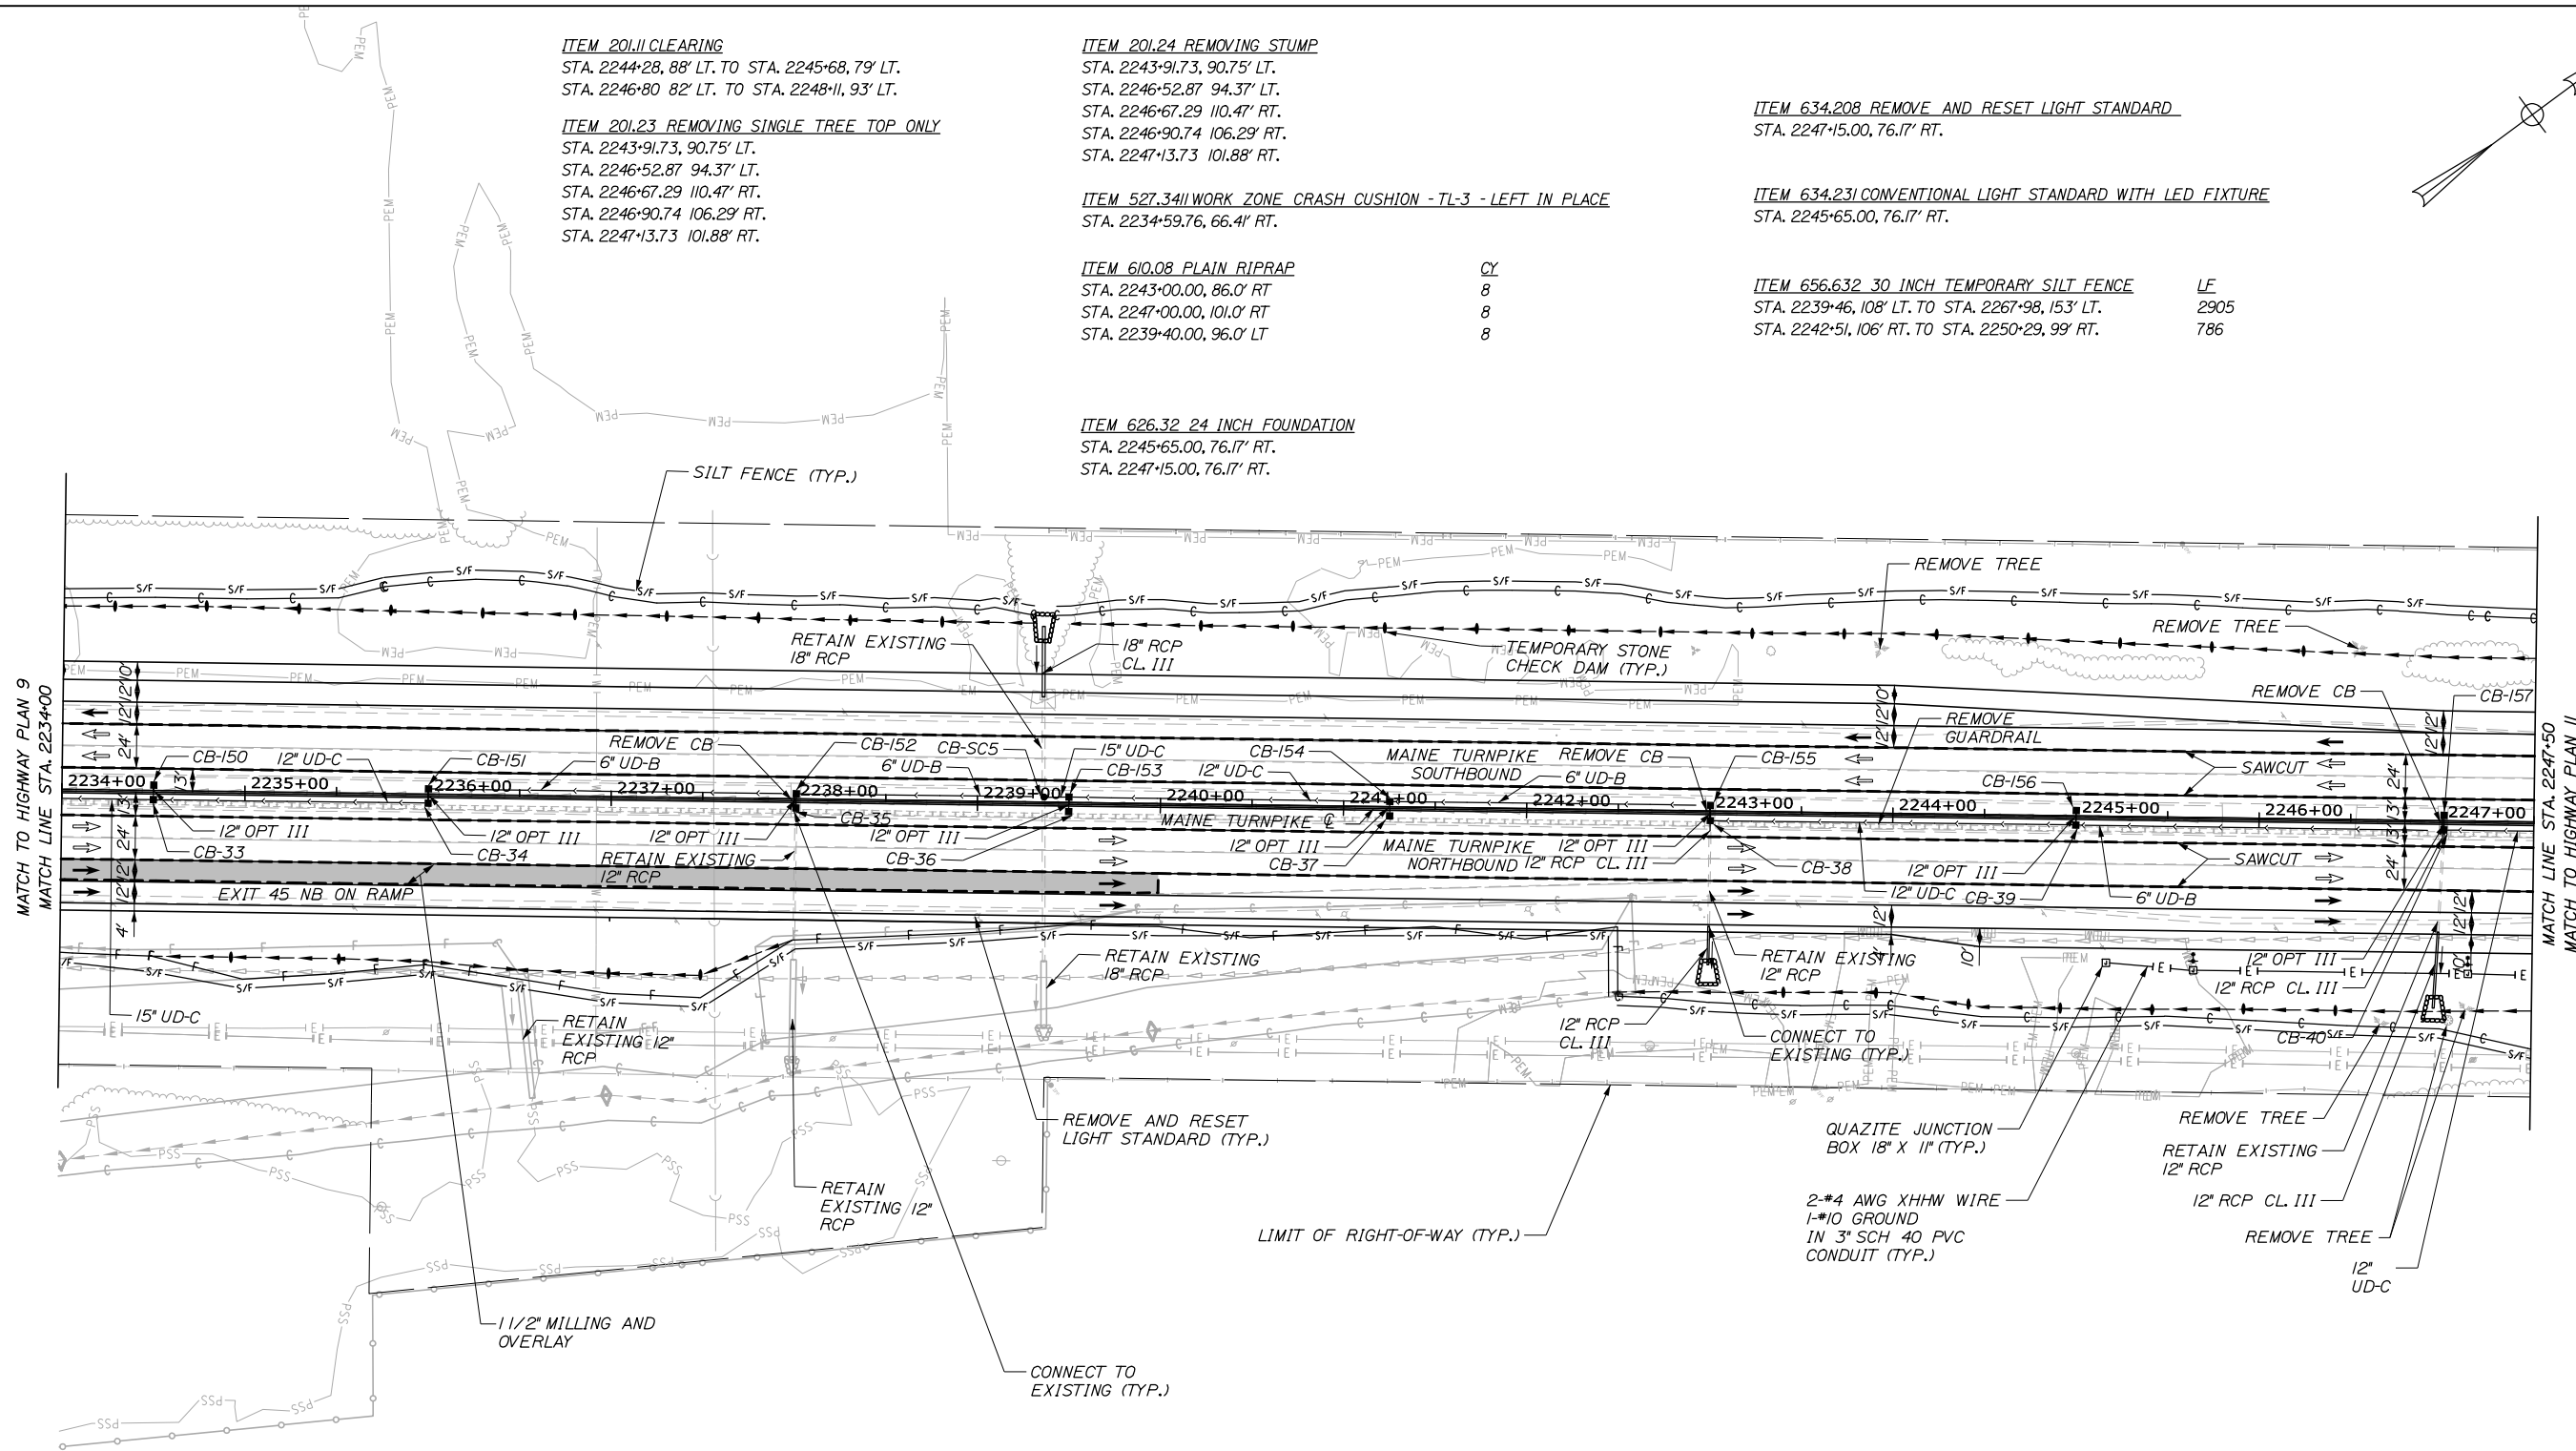 ITEM 201.11 CLEARING
STA. 2244+28, 88' LT. TO STA. 2245+68, 79' LT.
STA. 2246+80 82' LT. TO STA. 2248+11, 93' LT.
ITEM 201.23 REMOVING SINGLE TREE TOP ONLY
STA. 2243+91.73, 90.75' LT.
STA. 2246+52.87 94.37' LT.
STA. 2246+67.29 110.47' RT.
STA. 2246+90.74 106.29' RT.
STA. 2247+13.73 101.88' RT.
ITEM 201.24 REMOVING STUMP
STA. 2243+91.73, 90.75' LT.
STA. 2246+52.87 94.37' LT.
STA. 2246+67.29 110.47' RT.
STA. 2246+90.74 106.29' RT.
STA. 2247+13.73 101.88' RT.
ITEM 527.3411 WORK ZONE CRASH CUSHION - TL-3 - LEFT IN PLACE
STA. 2234+59.76, 66.41' RT.
ITEM 610.08 PLAIN RIPRAP CY
STA. 2243+00.00, 86.0' RT 8
STA. 2247+00.00, 101.0' RT 8
STA. 2239+40.00, 96.0' LT 8
ITEM 626.32 24 INCH FOUNDATION
STA. 2245+65.00, 76.17' RT.
STA. 2247+15.00, 76.17' RT.
ITEM 634.208 REMOVE AND RESET LIGHT STANDARD
STA. 2247+15.00, 76.17' RT.
ITEM 634.231 CONVENTIONAL LIGHT STANDARD WITH LED FIXTURE
STA. 2245+65.00, 76.17' RT.
ITEM 656.632 30 INCH TEMPORARY SILT FENCE LF
STA. 2239+46, 108' LT. TO STA. 2267+98, 153' LT. 2905
STA. 2242+51, 106' RT. TO STA. 2250+29, 99' RT. 786
SILT FENCE (TYP.)
REMOVE TREE
REMOVE TREE
RETAIN EXISTING
18" RCP
18" RCP
CL. III
TEMPORARY STONE
CHECK DAM (TYP.)
REMOVE CB
CB-157
REMOVE
GUARDRAIL
MATCH TO HIGHWAY PLAN 9
MATCH LINE STA. 2234+00
CB-150
12" UD-C
CB-151
REMOVE CB
6" UD-B
CB-152
CB-SC5
6" UD-B
15" UD-C
CB-153
CB-154
12" UD-C
MAINE TURNPIKE
SOUTHBOUND
REMOVE CB
6" UD-B
CB-155
CB-156
SAWCUT
2234+00
2235+00
2236+00
2237+00
2238+00
2239+00
2240+00
2241+00
2242+00
2243+00
2244+00
2245+00
2246+00
2247+00
12" OPT III
CB-33
12" OPT III
CB-34
12" OPT III
CB-35
RETAIN EXISTING
12" RCP
12" OPT III
CB-36
MAINE TURNPIKE ℄
12" OPT III
CB-37
MAINE TURNPIKE
NORTHBOUND
12" OPT III
12" RCP CL. III
CB-38
12" OPT III
12" UD-C
CB-39
6" UD-B
SAWCUT
MATCH LINE STA. 2247+50
MATCH TO HIGHWAY PLAN 11
EXIT 45 NB ON RAMP
15" UD-C
RETAIN
EXISTING 12"
RCP
RETAIN EXISTING
18" RCP
RETAIN EXISTING
12" RCP
12" OPT III
12" RCP CL. III
12" RCP
CL. III
CONNECT TO
EXISTING (TYP.)
CB-40
REMOVE AND RESET
LIGHT STANDARD (TYP.)
QUAZITE JUNCTION
BOX 18" X 11" (TYP.)
REMOVE TREE
RETAIN EXISTING
12" RCP
12" RCP CL. III
REMOVE TREE
RETAIN
EXISTING 12"
RCP
2-#4 AWG XHHW WIRE
1-#10 GROUND
IN 3" SCH 40 PVC
CONDUIT (TYP.)
LIMIT OF RIGHT-OF-WAY (TYP.)
12"
UD-C
1 1/2" MILLING AND
OVERLAY
CONNECT TO
EXISTING (TYP.)